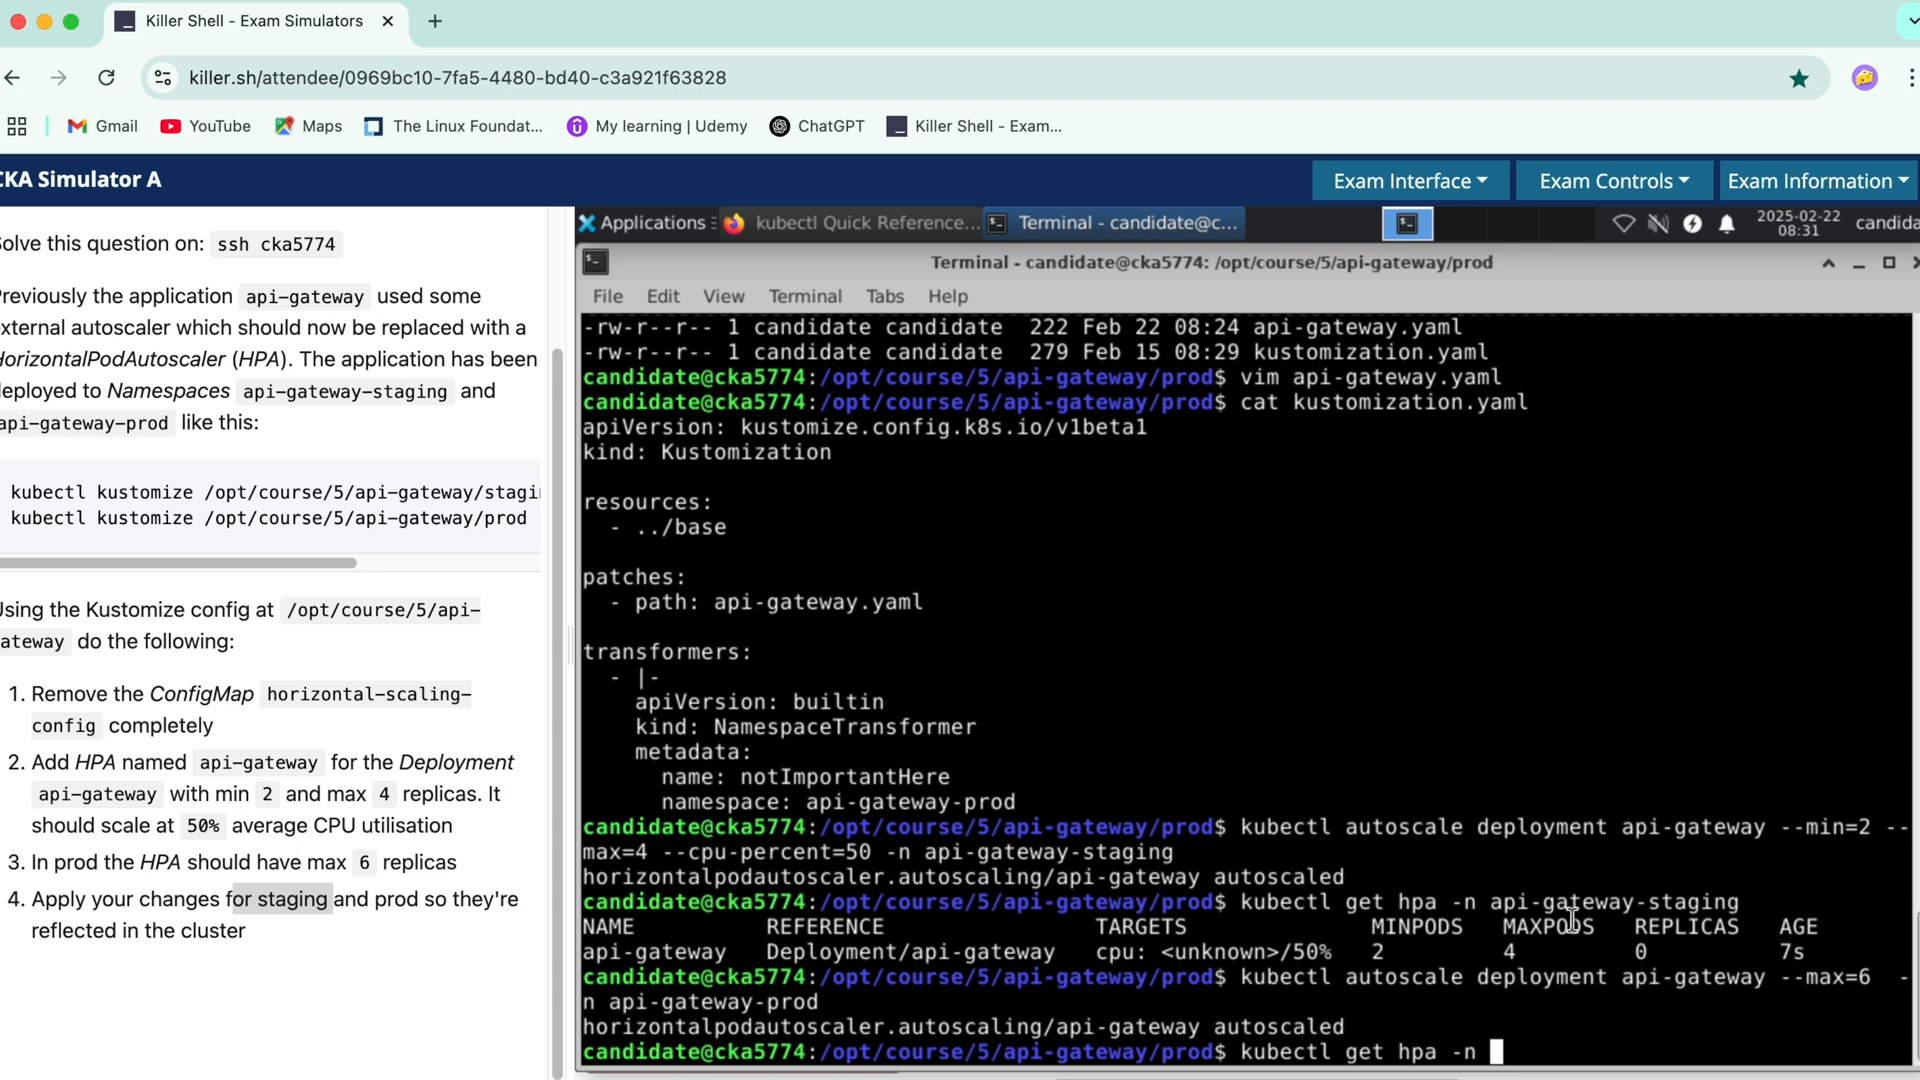 Killer Shell - Exam Simulators
killer.sh/attendee/0969bc10-7fa5-4480-bd40-c3a921f63828
Gmail
YouTube
Maps
The Linux Foundat...
My learning | Udemy
ChatGPT
Killer Shell - Exam...
CKA Simulator A
Exam Interface
Exam Controls
Exam Information
olve this question on: ssh cka5774
reviously the application api-gateway used some
xternal autoscaler which should now be replaced with a
HorizontalPodAutoscaler (HPA). The application has been
eployed to Namespaces api-gateway-staging and
api-gateway-prod like this:
kubectl kustomize /opt/course/5/api-gateway/stagi
kubectl kustomize /opt/course/5/api-gateway/prod
Using the Kustomize config at /opt/course/5/api-
ateway do the following:
1. Remove the ConfigMap horizontal-scaling-
config completely
2. Add HPA named api-gateway for the Deployment
api-gateway with min 2 and max 4 replicas. It
should scale at 50% average CPU utilisation
3. In prod the HPA should have max 6 replicas
4. Apply your changes for staging and prod so they're
reflected in the cluster
Applications
kubectl Quick Reference...
Terminal - candidate@c...
2025-02-22
08:31
candida
Terminal - candidate@cka5774: /opt/course/5/api-gateway/prod
File Edit View Terminal Tabs Help
-rw-r--r-- 1 candidate candidate  222 Feb 22 08:24 api-gateway.yaml
-rw-r--r-- 1 candidate candidate  279 Feb 15 08:29 kustomization.yaml
candidate@cka5774:/opt/course/5/api-gateway/prod$ vim api-gateway.yaml
candidate@cka5774:/opt/course/5/api-gateway/prod$ cat kustomization.yaml
apiVersion: kustomize.config.k8s.io/v1beta1
kind: Kustomization
resources:
  - ../base
patches:
  - path: api-gateway.yaml
transformers:
  - |-
    apiVersion: builtin
    kind: NamespaceTransformer
    metadata:
      name: notImportantHere
      namespace: api-gateway-prod
candidate@cka5774:/opt/course/5/api-gateway/prod$ kubectl autoscale deployment api-gateway --min=2 --
max=4 --cpu-percent=50 -n api-gateway-staging
horizontalpodautoscaler.autoscaling/api-gateway autoscaled
candidate@cka5774:/opt/course/5/api-gateway/prod$ kubectl get hpa -n api-gateway-staging
NAME          REFERENCE                TARGETS              MINPODS   MAXPODS   REPLICAS   AGE
api-gateway   Deployment/api-gateway   cpu: <unknown>/50%   2         4         0          7s
candidate@cka5774:/opt/course/5/api-gateway/prod$ kubectl autoscale deployment api-gateway --max=6  -
n api-gateway-prod
horizontalpodautoscaler.autoscaling/api-gateway autoscaled
candidate@cka5774:/opt/course/5/api-gateway/prod$ kubectl get hpa -n